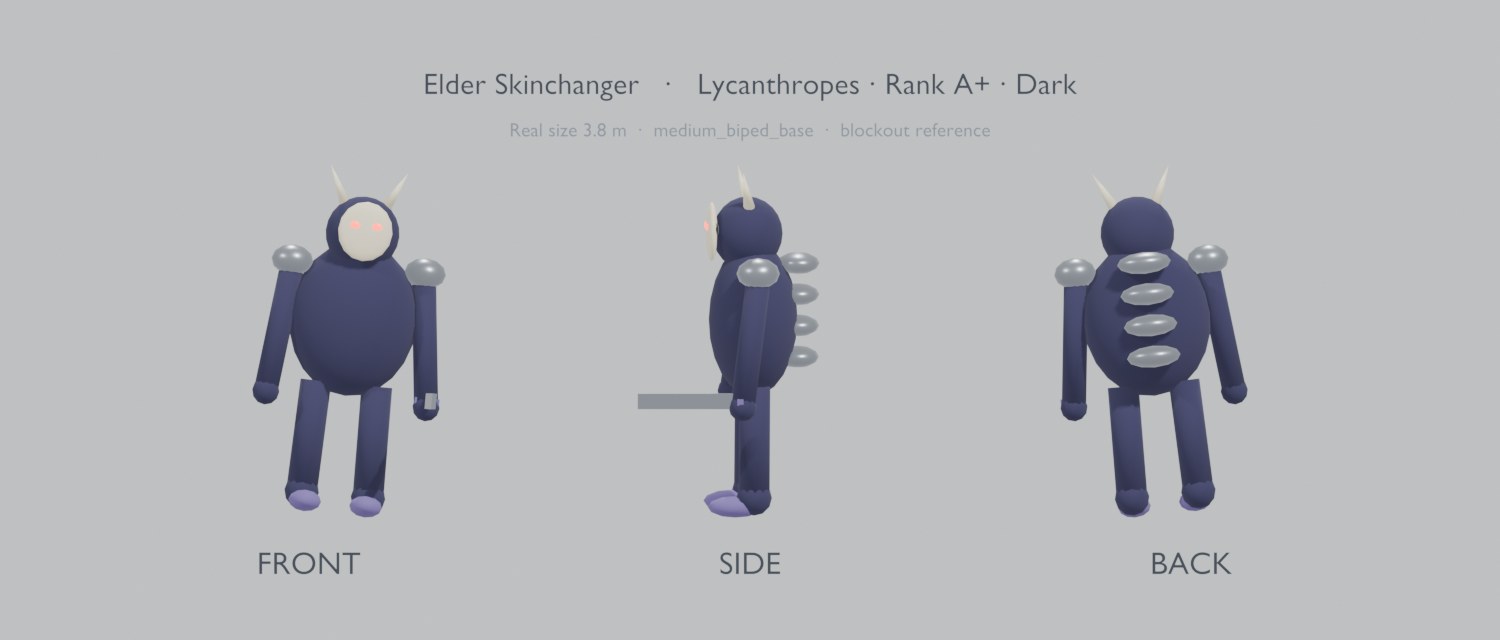 Elder Skinchanger · Lycanthropes · Rank A+ · Dark
Real size 3.8 m · medium_biped_base · blockout reference
FRONT SIDE BACK